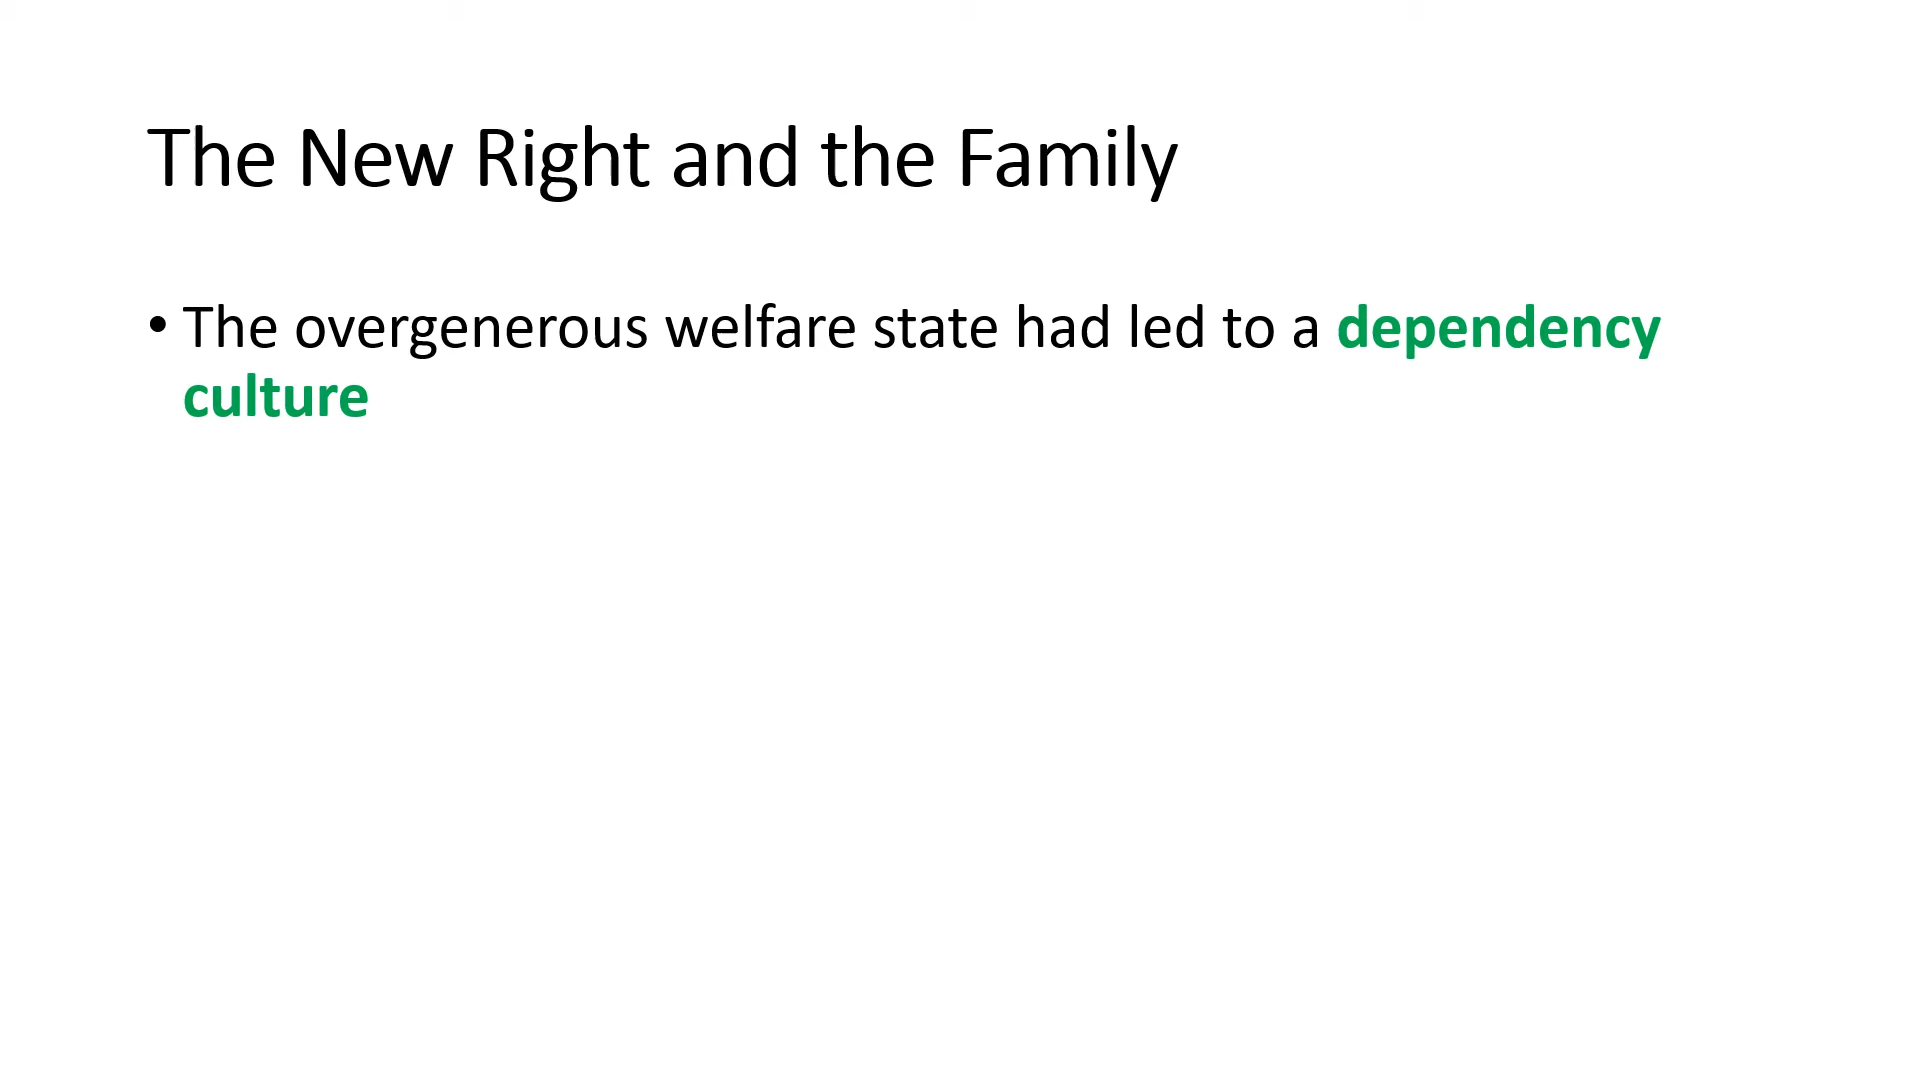 The New Right and the Family
• The overgenerous welfare state had led to a dependency
culture